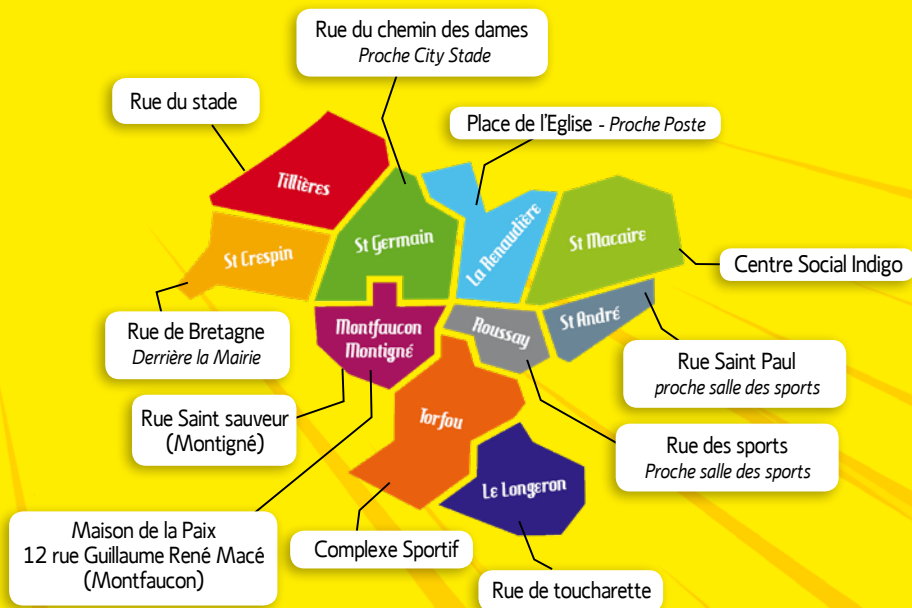 Rue du chemin des dames
Proche City Stade
Rue du stade
Place de l'Eglise - Proche Poste
Tillières
St Crespin
St Germain
La Renaudière
St Macaire
Centre Social Indigo
Rue de Bretagne
Derrière la Mairie
Montfaucon
Montigné
Roussay
St André
Rue Saint Paul
proche salle des sports
Rue Saint sauveur
(Montigné)
Torfou
Rue des sports
Proche salle des sports
Le Longeron
Maison de la Paix
12 rue Guillaume René Macé
(Montfaucon)
Complexe Sportif
Rue de toucharette